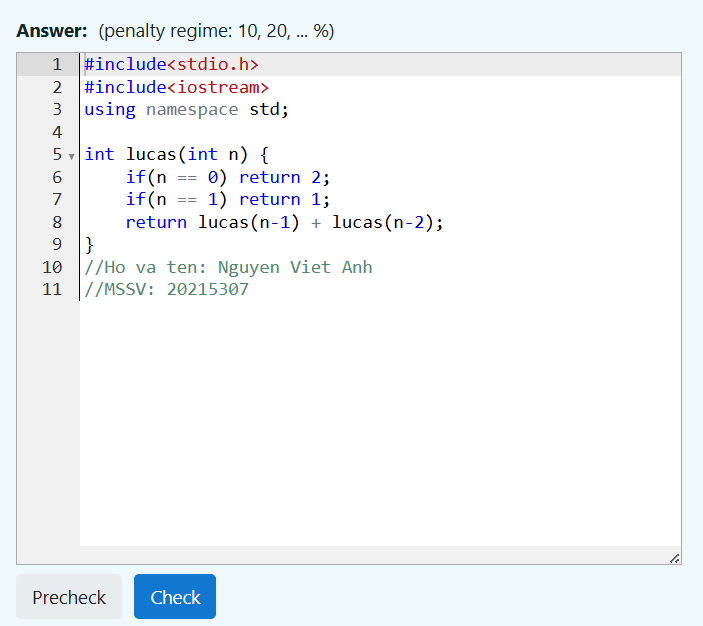 Answer: (penalty regime: 10, 20, ... %)
1 #include<stdio.h>
2 #include<iostream>
3 using namespace std;
4
5 int lucas(int n) {
6     if(n == 0) return 2;
7     if(n == 1) return 1;
8     return lucas(n-1) + lucas(n-2);
9 }
10 //Ho va ten: Nguyen Viet Anh
11 //MSSV: 20215307
Precheck Check